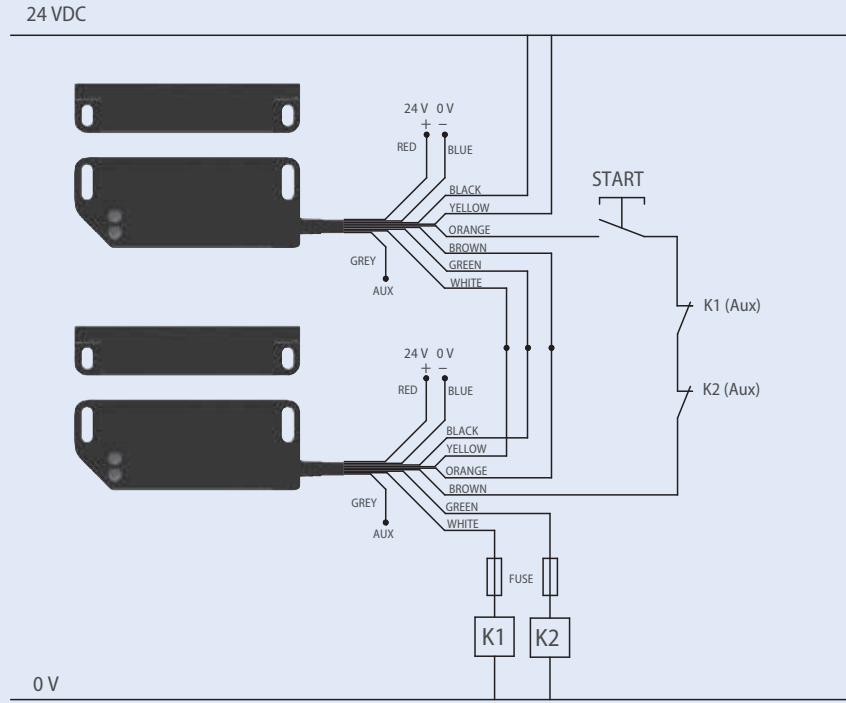 24 VDC
24 V 0 V
+ −
RED
BLUE
BLACK
YELLOW
ORANGE
BROWN
GREEN
WHITE
GREY
AUX
START
K1 (Aux)
K2 (Aux)
24 V 0 V
+ −
RED
BLUE
BLACK
YELLOW
ORANGE
BROWN
GREEN
WHITE
GREY
AUX
FUSE
K1
K2
0 V